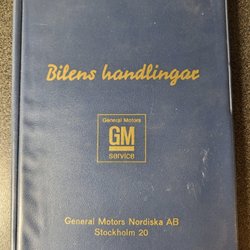 Bilens handlingar
General Motors
GM
service
General Motors Nordiska AB
Stockholm 20